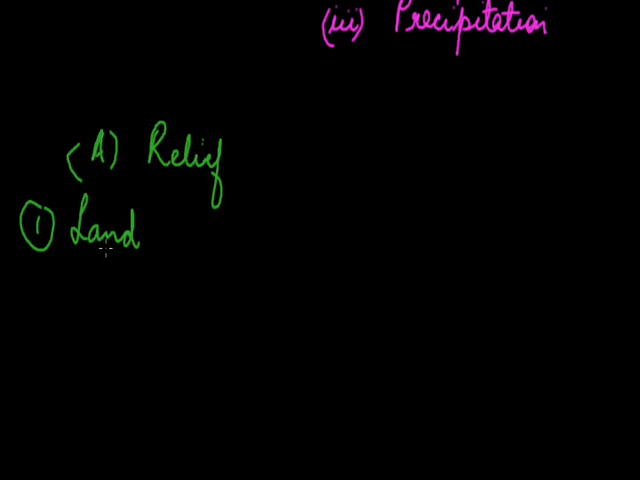 (iii) Precipitation
(A) Relief
① Land